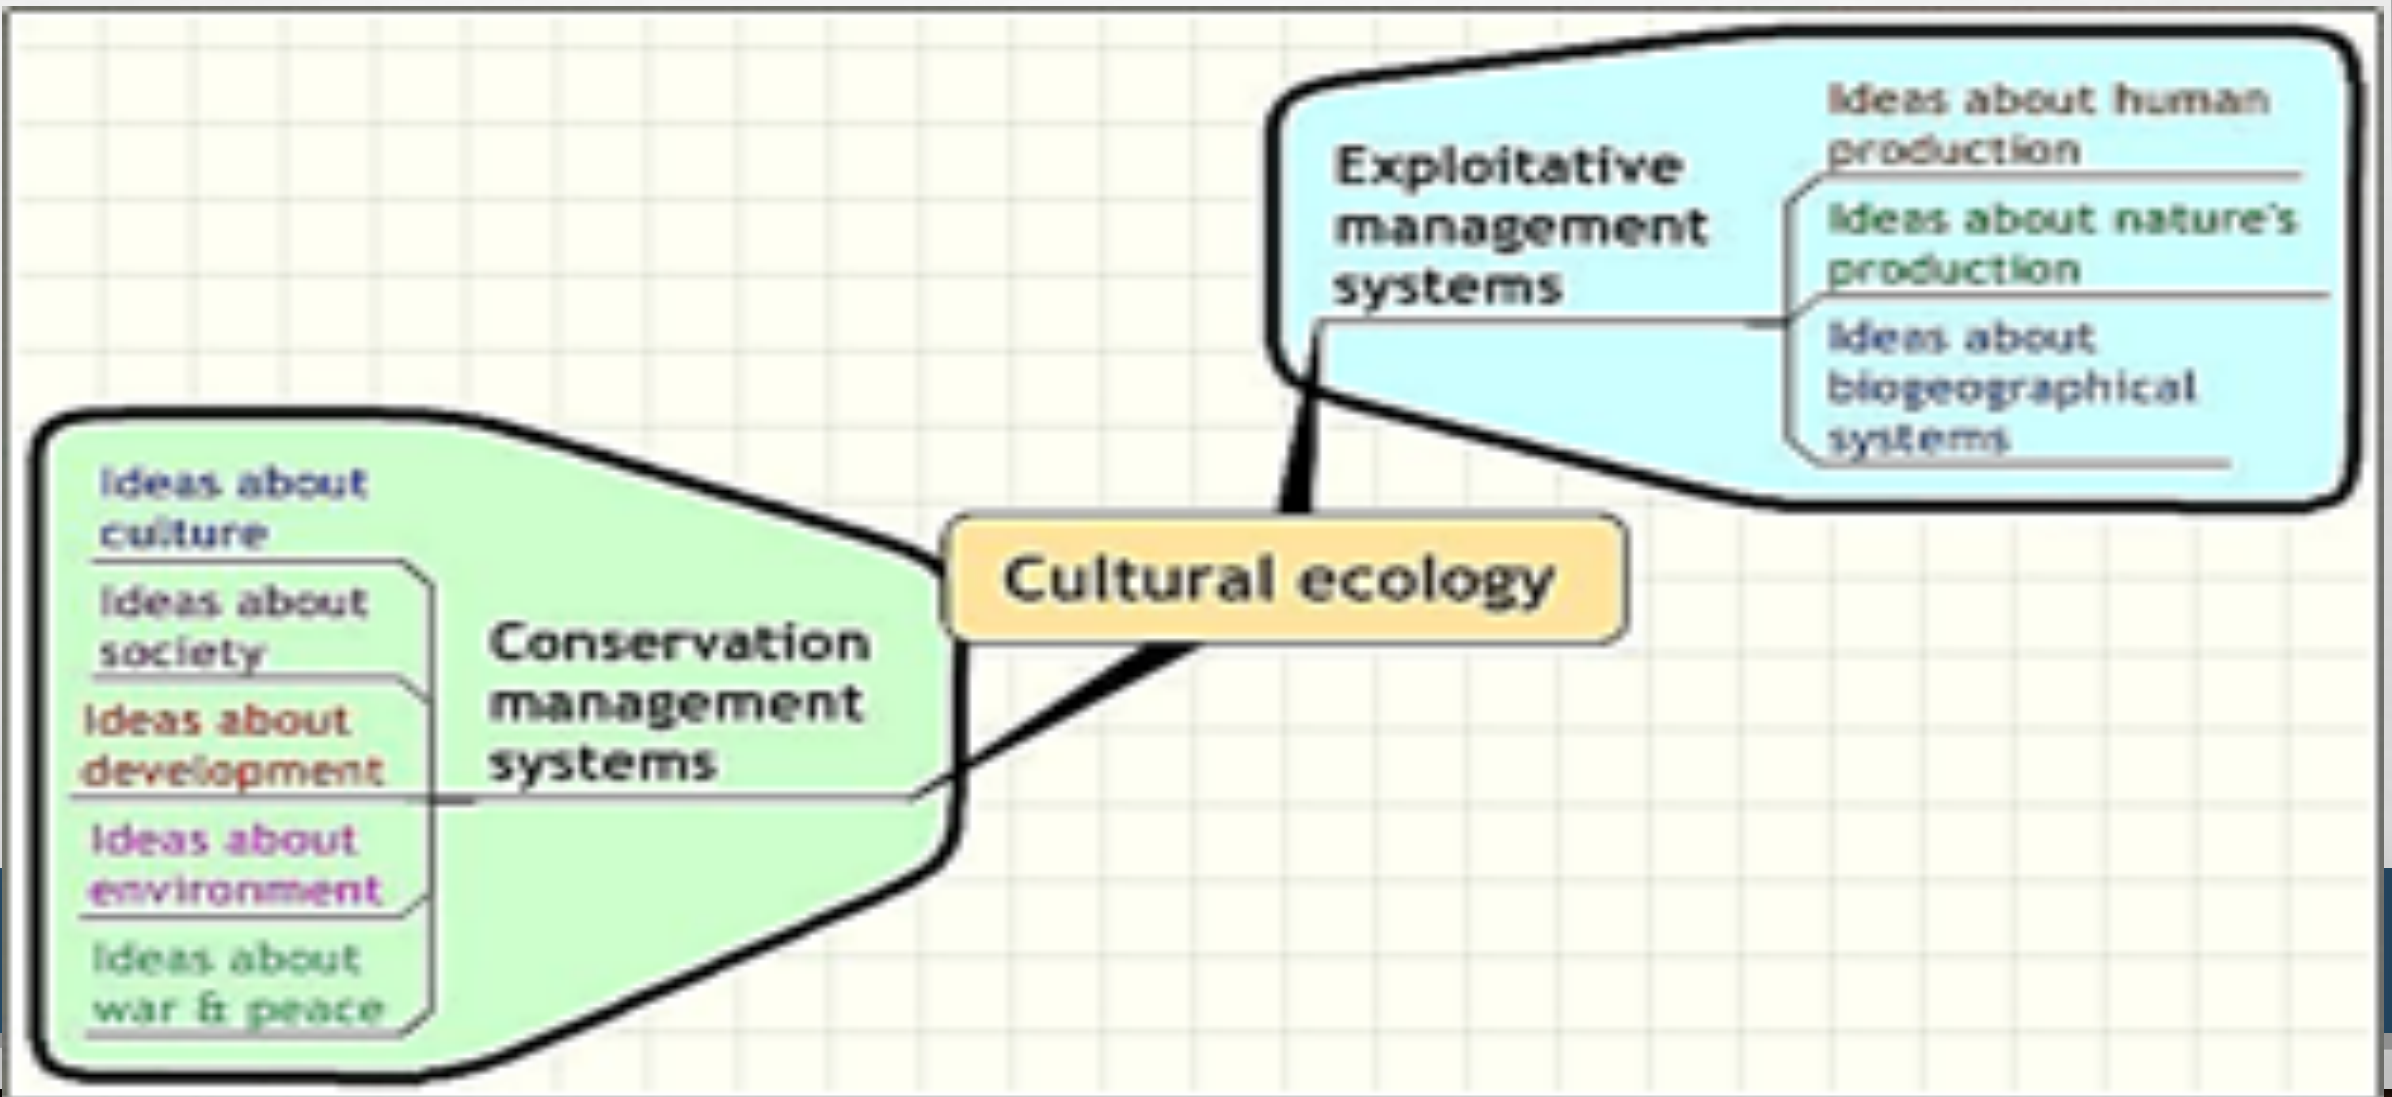 Ideas about human
production
Exploitative
management
systems
Ideas about nature's
production
Ideas about
biogeographical
systems
Cultural ecology
Conservation
management
systems
Ideas about
culture
Ideas about
society
Ideas about
development
Ideas about
environment
Ideas about
war & peace